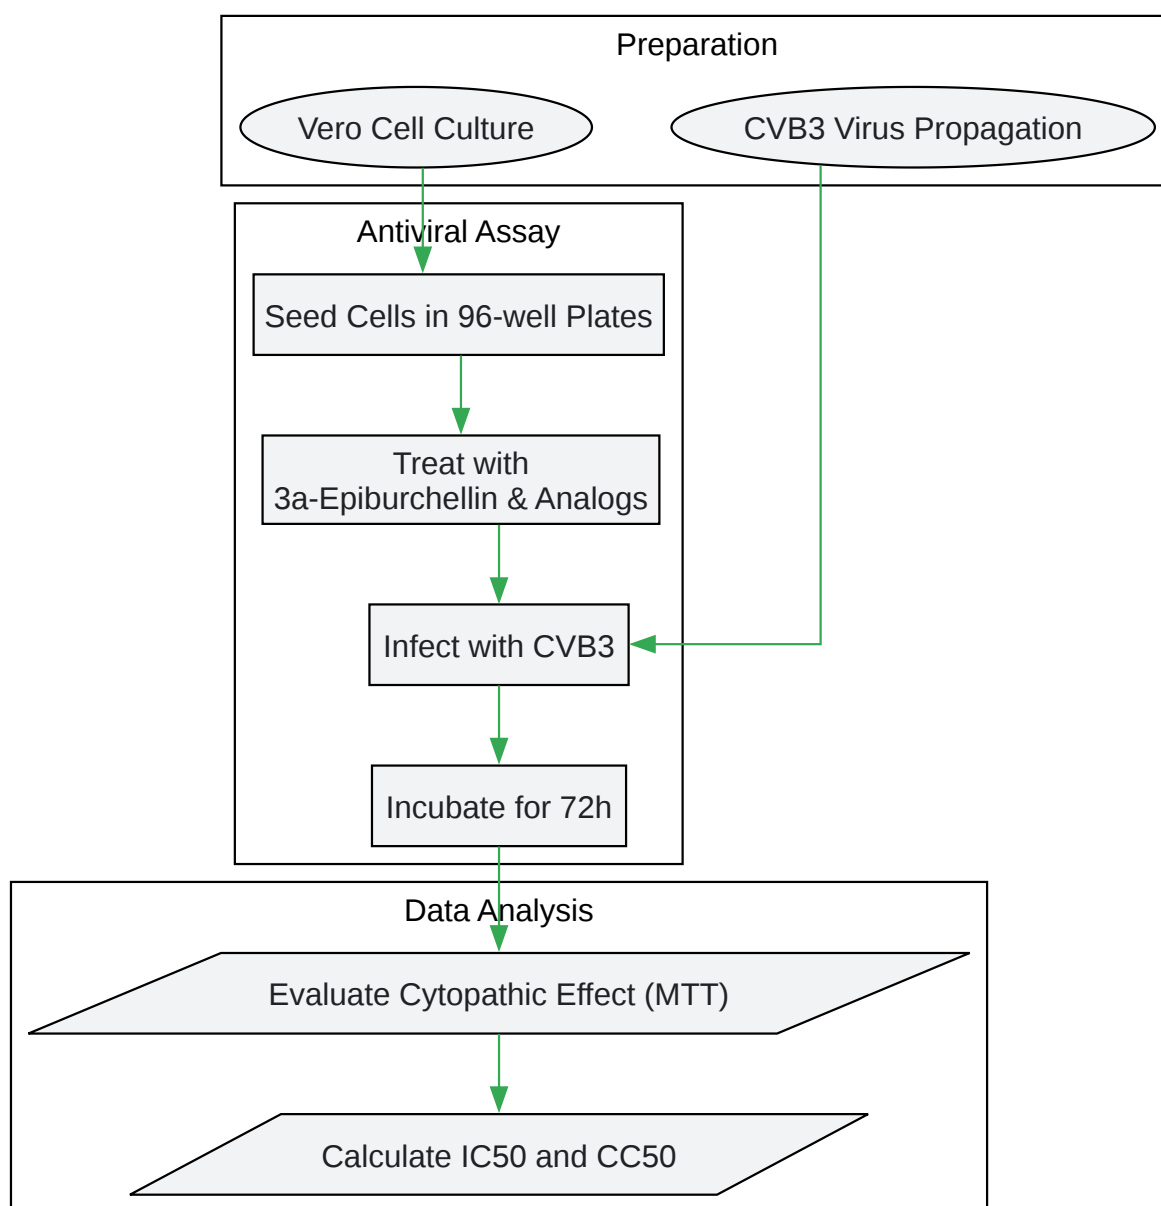 Preparation
Vero Cell Culture
CVB3 Virus Propagation
Antiviral Assay
Seed Cells in 96-well Plates
Treat with
3a-Epiburchellin & Analogs
Infect with CVB3
Incubate for 72h
Data Analysis
Evaluate Cytopathic Effect (MTT)
Calculate IC50 and CC50